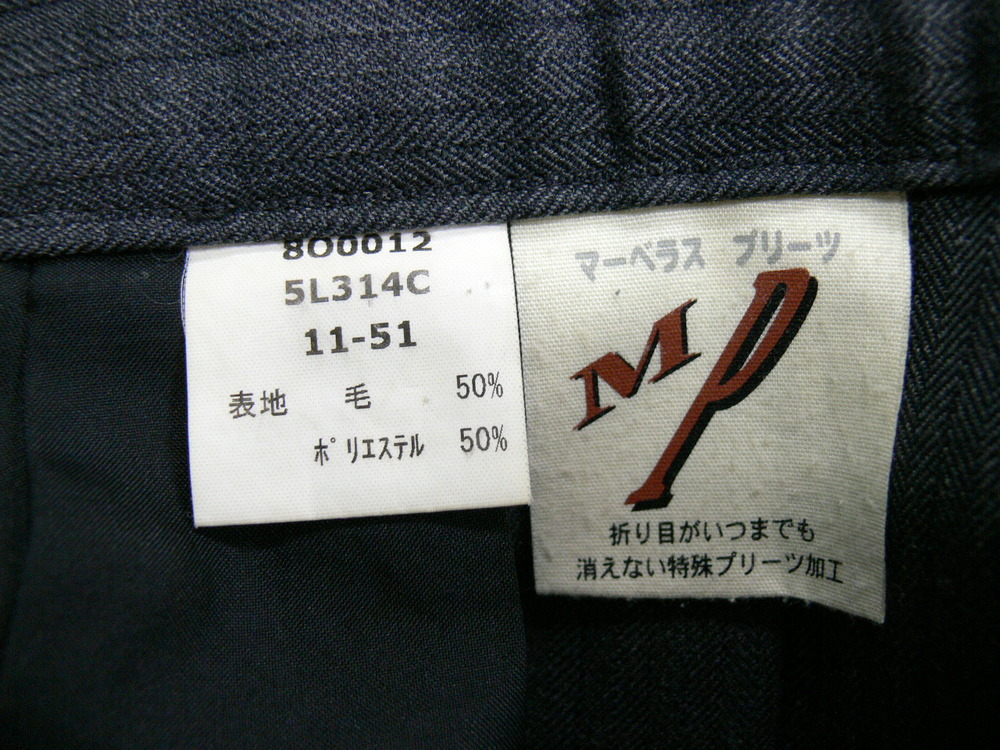 8O0012
5L314C
11-51
表地 毛 50%
ﾎﾟﾘｴｽﾃﾙ 50%
マーベラス プリーツ
MP
折り目がいつまでも
消えない特殊プリーツ加工